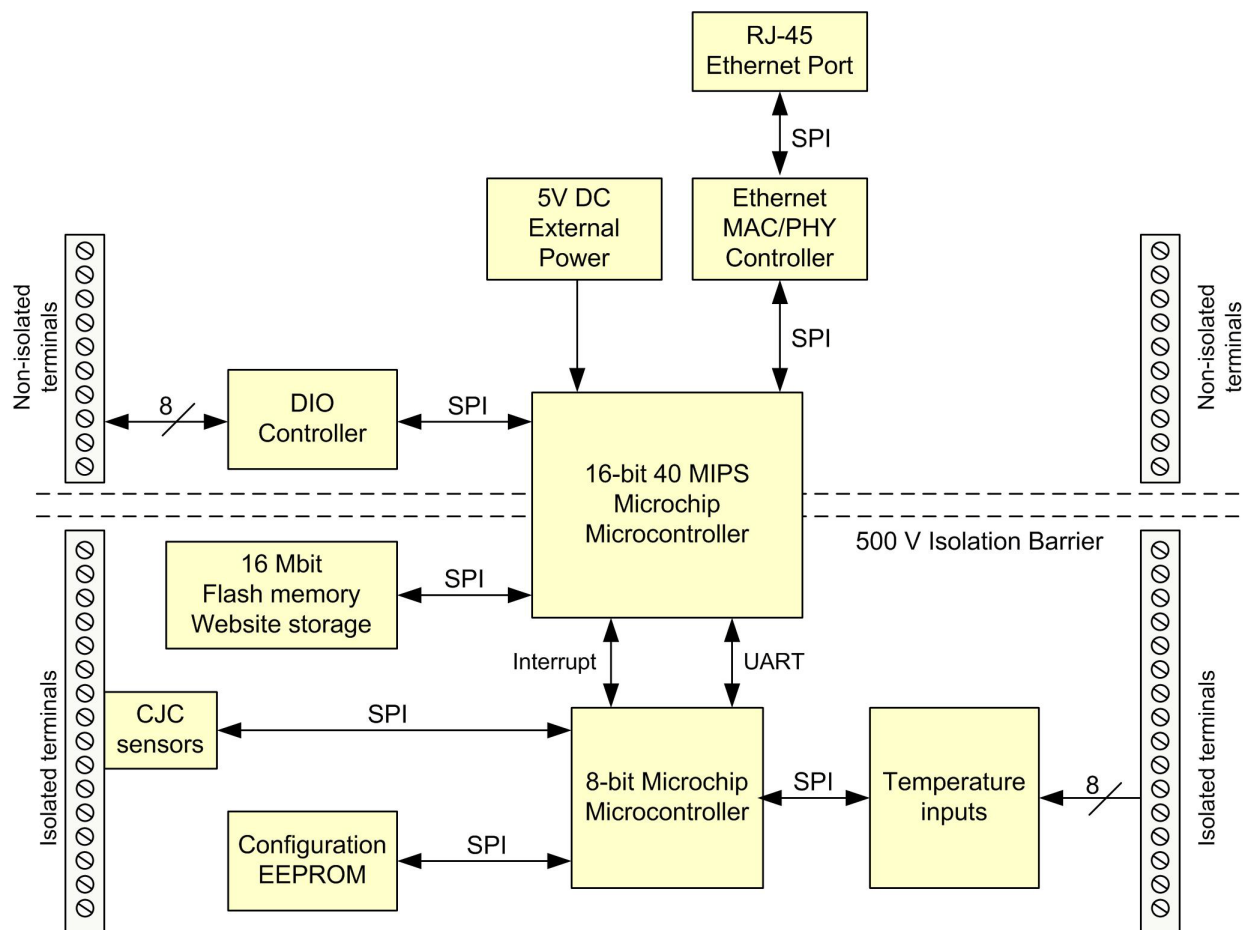 RJ-45
Ethernet Port
SPI
5V DC
External
Power
Ethernet
MAC/PHY
Controller
SPI
Non-isolated
terminals
8
DIO
Controller
SPI
16-bit 40 MIPS
Microchip
Microcontroller
Non-isolated
terminals
500 V Isolation Barrier
16 Mbit
Flash memory
Website storage
SPI
Interrupt
UART
Isolated terminals
CJC
sensors
SPI
8-bit Microchip
Microcontroller
SPI
Temperature
inputs
8
Isolated terminals
Configuration
EEPROM
SPI